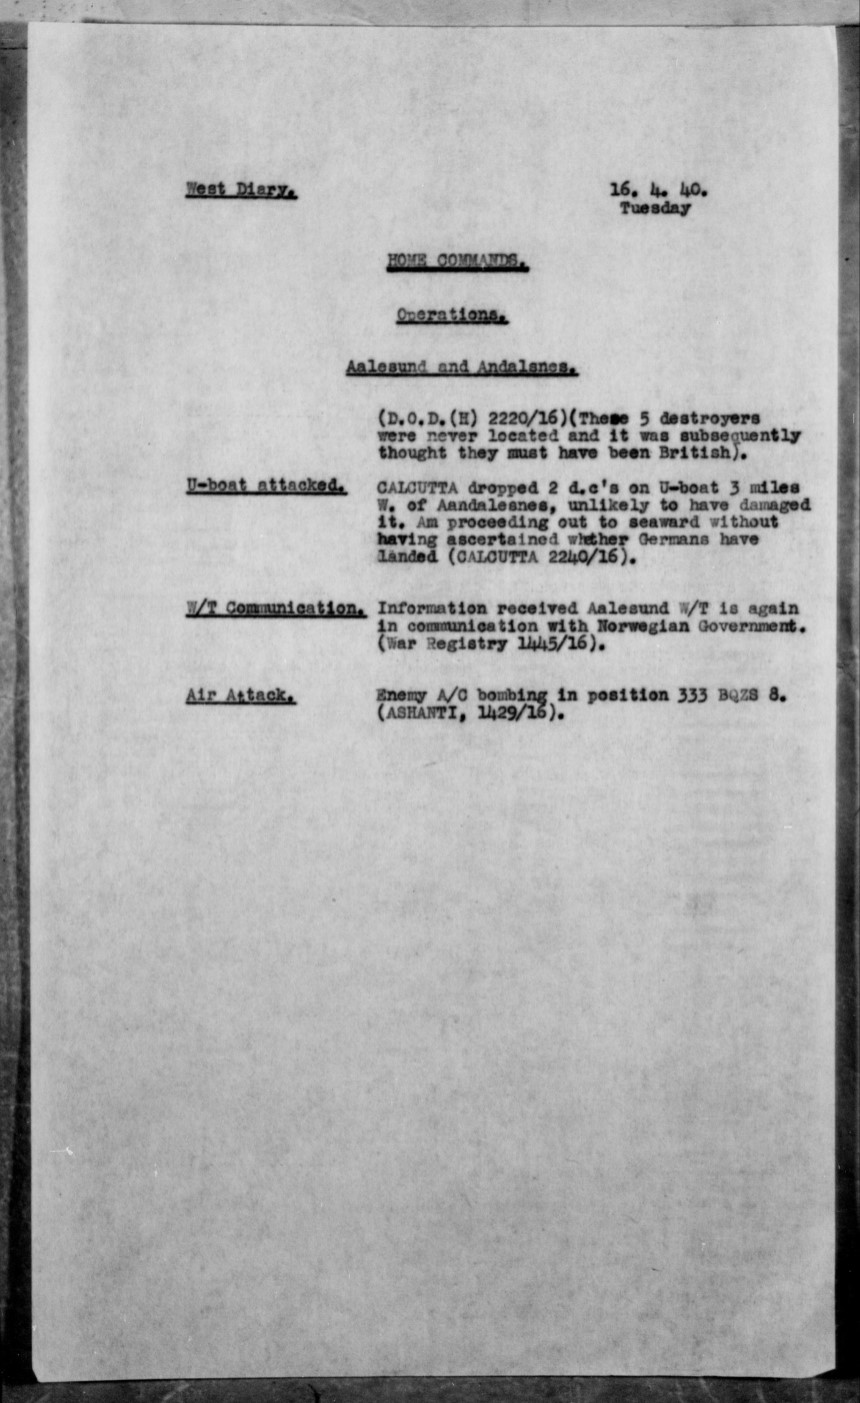 West Diary.
16. 4. 40.
Tuesday
HOME COMMANDS.
Operations.
Aalesund and Andalsnes.
(D.O.D.(H) 2220/16)(These 5 destroyers
were never located and it was subsequently
thought they must have been British).
U-boat attacked. CALCUTTA dropped 2 d.c's on U-boat 3 miles
W. of Aandalesnes, unlikely to have damaged
it. Am proceeding out to seaward without
having ascertained whether Germans have
landed (CALCUTTA 2240/16).
W/T Communication. Information received Aalesund W/T is again
in communication with Norwegian Government.
(War Registry 1445/16).
Air Attack. Enemy A/C bombing in position 333 BQZS 8.
(ASHANTI, 1429/16).